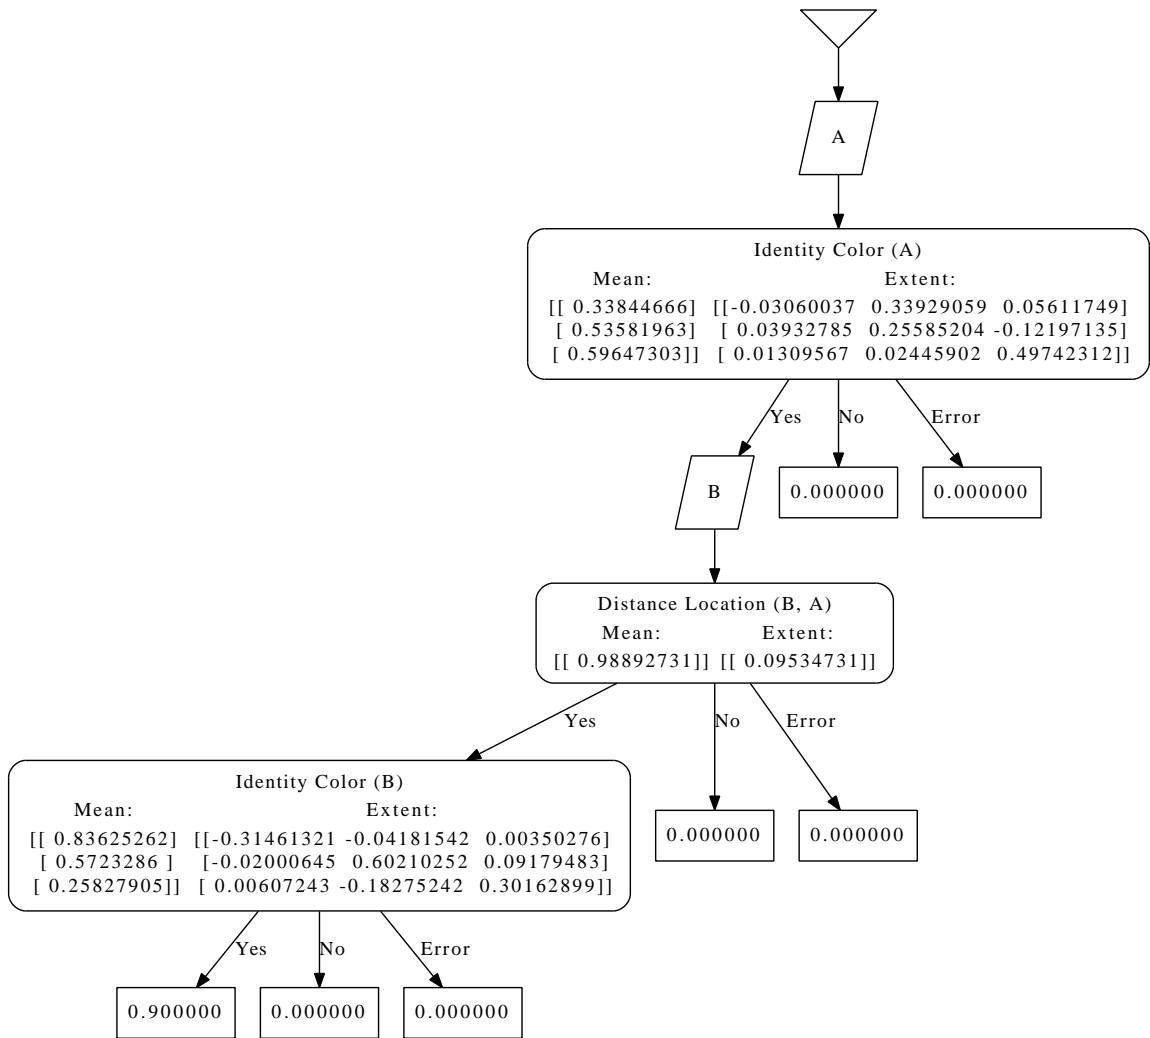 A
Identity Color (A)
Mean: Extent:
[[ 0.33844666] [[-0.03060037 0.33929059 0.05611749]
[ 0.53581963] [ 0.03932785 0.25585204 -0.12197135]
[ 0.59647303]] [ 0.01309567 0.02445902 0.49742312]]
Yes No Error
B 0.000000 0.000000
Distance Location (B, A)
Mean: Extent:
[[ 0.98892731]] [[ 0.09534731]]
Yes No Error
Identity Color (B)
Mean: Extent:
[[ 0.83625262] [[-0.31461321 -0.04181542 0.00350276]
[ 0.5723286 ] [-0.02000645 0.60210252 0.09179483]
[ 0.25827905]] [ 0.00607243 -0.18275242 0.30162899]]
0.000000 0.000000
Yes No Error
0.900000 0.000000 0.000000